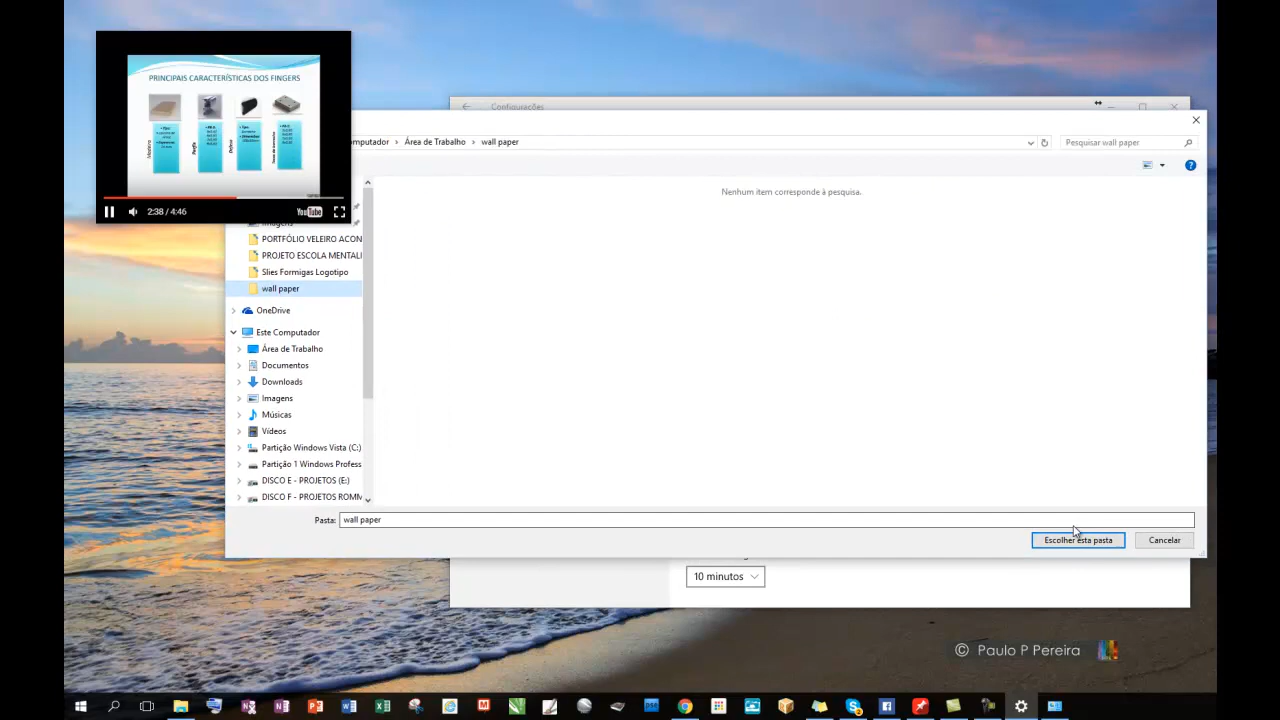 PRINCIPAIS CARACTERÍSTICAS DOS FINGERS
2:38 / 4:46
YouTube
Configurações
omputador > Área de Trabalho > wall paper
Pesquisar wall paper
Nenhum item corresponde à pesquisa.
Imagens
PORTFÓLIO VELEIRO ACON
PROJETO ESCOLA MENTALI
Slies Formigas Logotipo
wall paper
OneDrive
Este Computador
Área de Trabalho
Documentos
Downloads
Imagens
Músicas
Vídeos
Partição Windows Vista (C:)
Partição 1 Windows Profess
DISCO E - PROJETOS (E:)
DISCO F - PROJETOS ROMM
Pasta: wall paper
Escolher esta pasta
Cancelar
10 minutos
© Paulo P Pereira